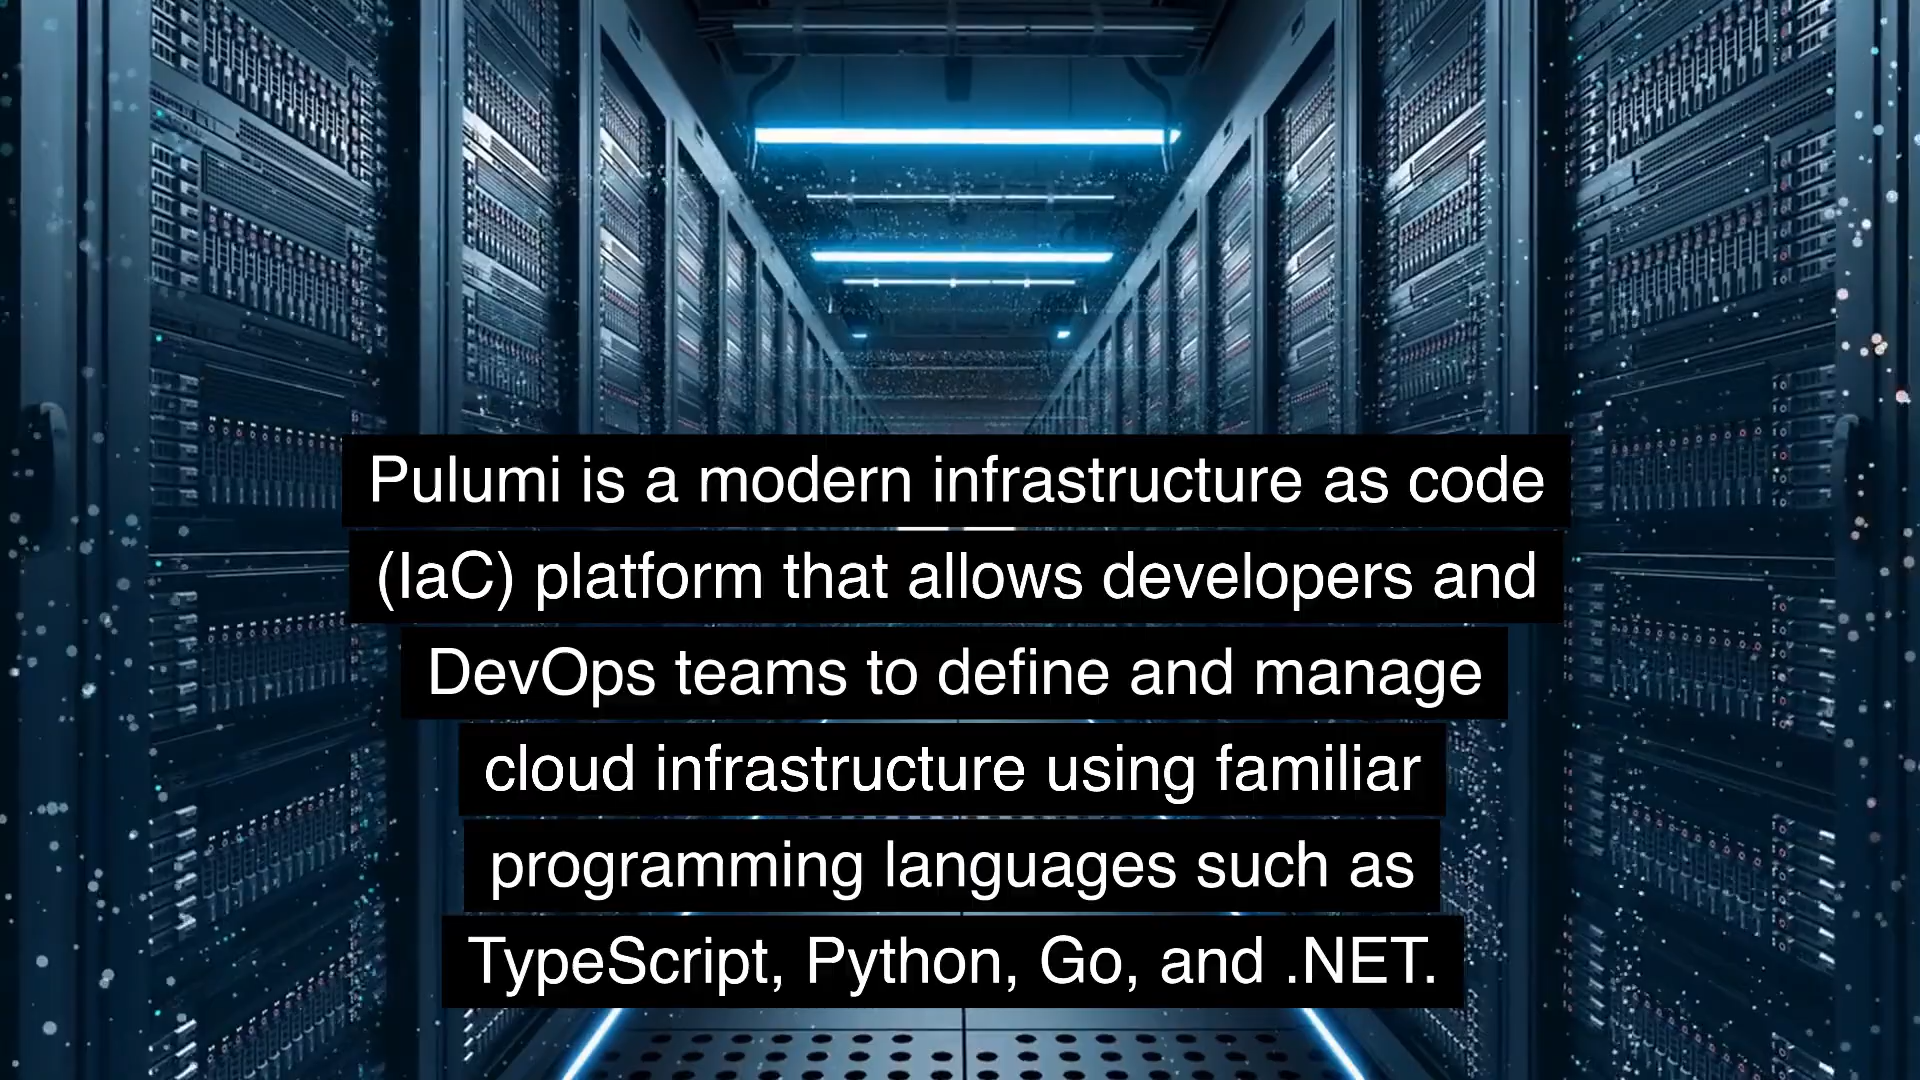 Pulumi is a modern infrastructure as code
(IaC) platform that allows developers and
DevOps teams to define and manage
cloud infrastructure using familiar
programming languages such as
TypeScript, Python, Go, and .NET.